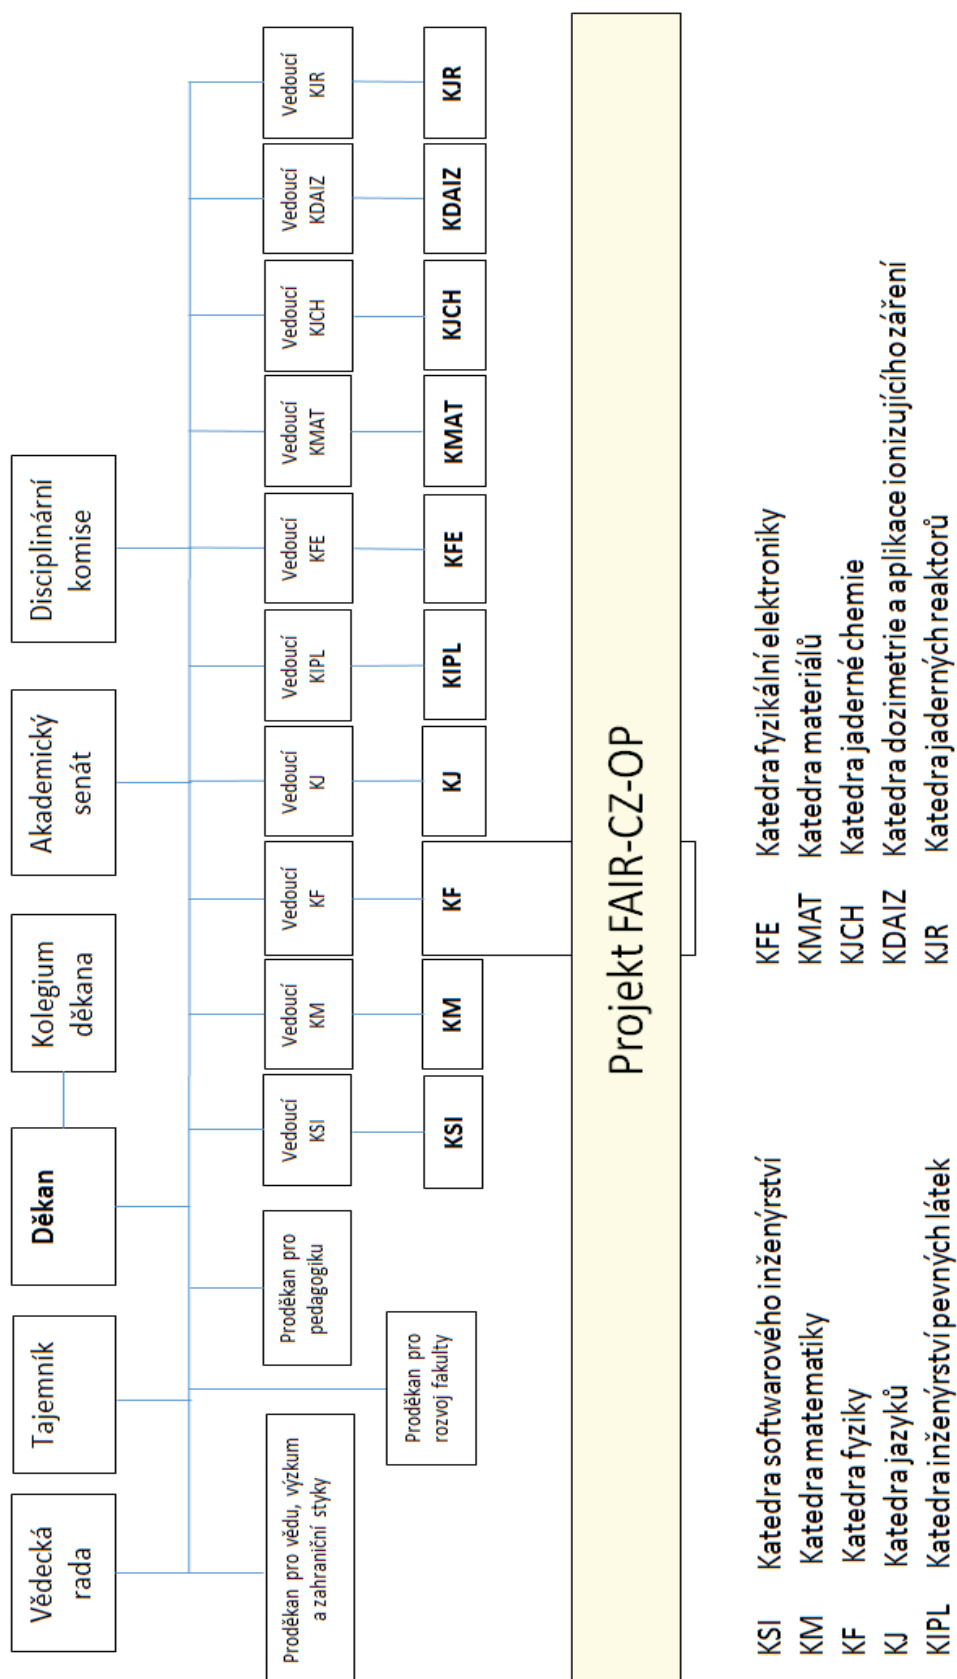 Vědecká
rada
Tajemník
Děkan
Kolegium
děkana
Akademický
senát
Disciplinární
komise
Proděkan pro vědu, výzkum
a zahraniční styky
Proděkan pro
rozvoj fakulty
Proděkan pro
pedagogiku
Vedoucí
KSI
Vedoucí
KM
Vedoucí
KF
Vedoucí
KJ
Vedoucí
KIPL
Vedoucí
KFE
Vedoucí
KMAT
Vedoucí
KJCH
Vedoucí
KDAIZ
Vedoucí
KJR
KSI
KM
KF
KJ
KIPL
KFE
KMAT
KJCH
KDAIZ
KJR
Projekt FAIR-CZ-OP
KSI Katedra softwarového inženýrství
KM Katedra matematiky
KF Katedra fyziky
KJ Katedra jazyků
KIPL Katedra inženýrství pevných látek
KFE Katedra fyzikální elektroniky
KMAT Katedra materiálů
KJCH Katedra jaderné chemie
KDAIZ Katedra dozimetrie a aplikace ionizujícího záření
KJR Katedra jaderných reaktorů